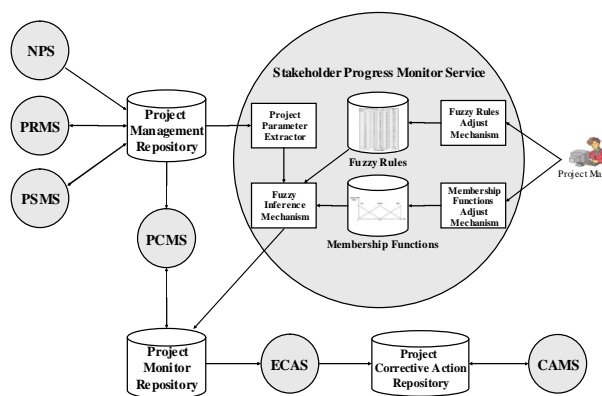 NPS
Stakeholder Progress Monitor Service
PRMS
Project
Management
Repository
Project
Parameter
Extractor
Fuzzy Rules
Fuzzy Rules
Adjust
Mechanism
Project Ma
PSMS
PCMS
Fuzzy
Inference
Mechanism
Membership Functions
Membership
Functions
Adjust
Mechanism
Project
Monitor
Repository
ECAS
Project
Corrective Action
Repository
CAMS